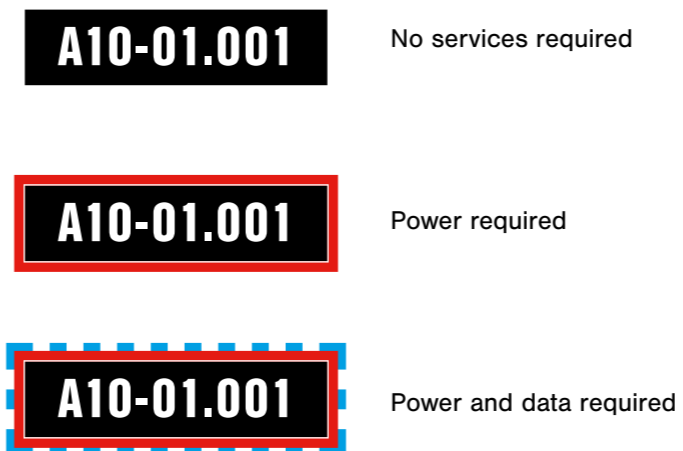 A10-01.001 No services required
A10-01.001 Power required
A10-01.001 Power and data required